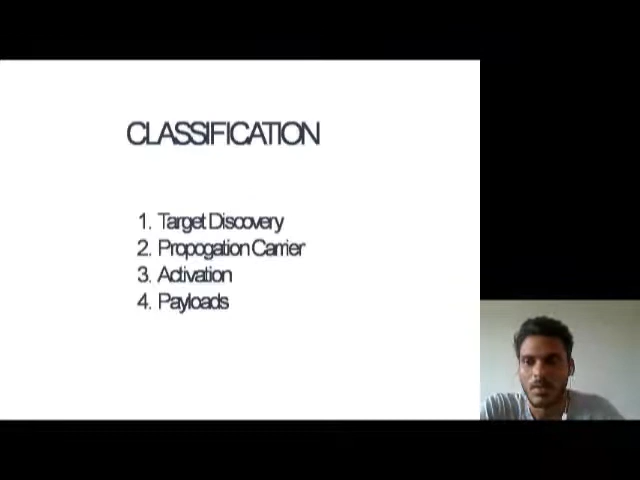 CLASSIFICATION
1. Target Discovery
2. Propogation Carrier
3. Activation
4. Payloads